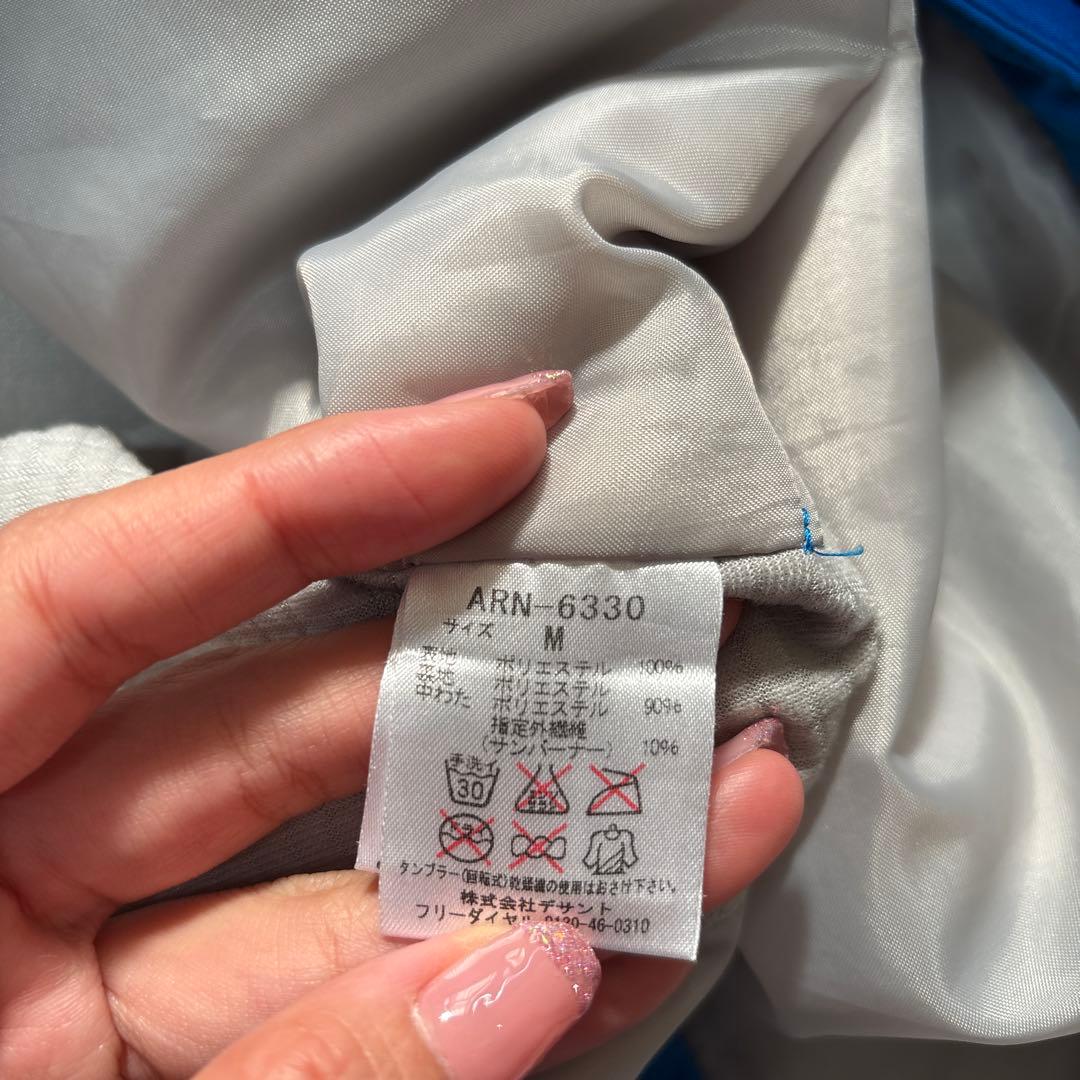 ARN-6330
サイズ M
表地 ポリエステル 100%
裏地 ポリエステル
中わた ポリエステル 90%
指定外繊維
(サンバーナー) 10%
手洗イ
30
タンブラー(回転式)乾燥機の使用はおさけ下さい。
株式会社デサント
フリーダイヤル 0120-46-0310